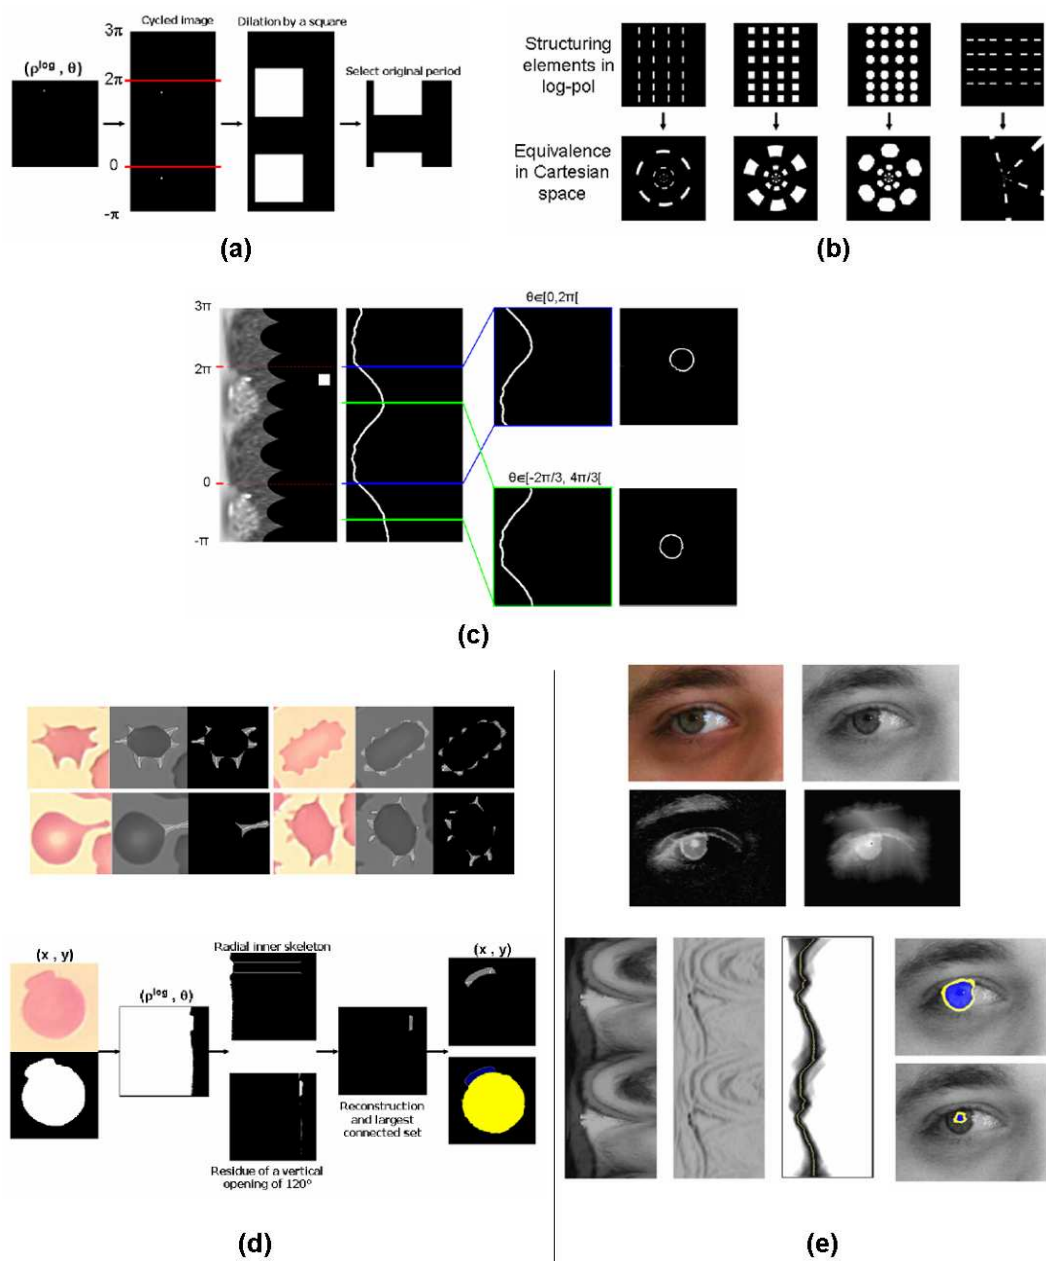 Cycled image
Dilation by a square
3π
(ρ^log , θ)
2π
Select original period
0
-π
(a)
Structuring
elements in
log-pol
Equivalence
in Cartesian
space
(b)
θ∈[0,2π[
3π
2π
0
-π
θ∈[-2π/3, 4π/3[
(c)
(x , y)
(ρ^log , θ)
Radial inner skeleton
(x , y)
Reconstruction
and largest
connected set
Residue of a vertical
opening of 120º
(d)
(e)